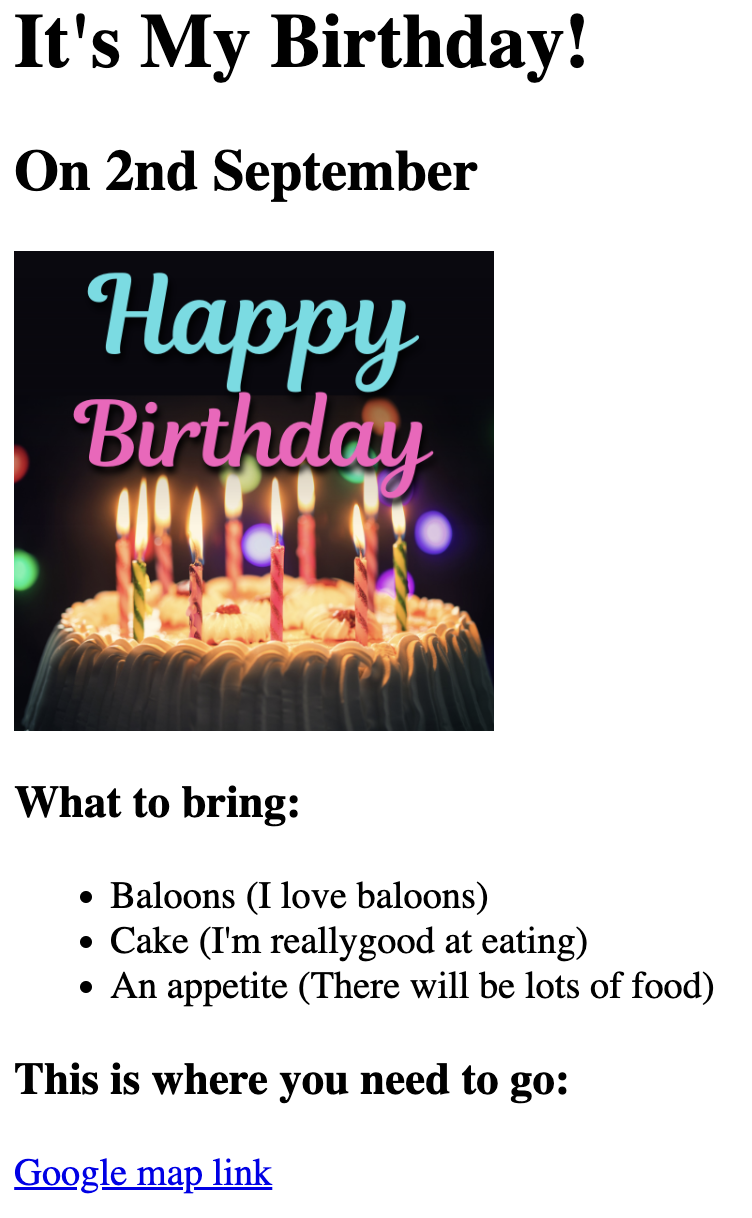 It's My Birthday!
On 2nd September
Happy
Birthday
What to bring:
• Baloons (I love baloons)
• Cake (I'm reallygood at eating)
• An appetite (There will be lots of food)
This is where you need to go:
Google map link